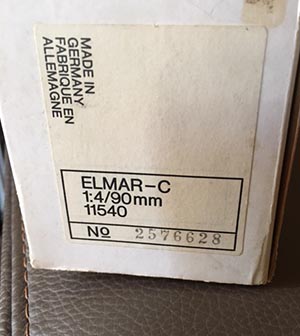 MADE IN
GERMANY
FABRIQUE EN
ALLEMAGNE
ELMAR-C
1:4/90mm
11540
No 2576628